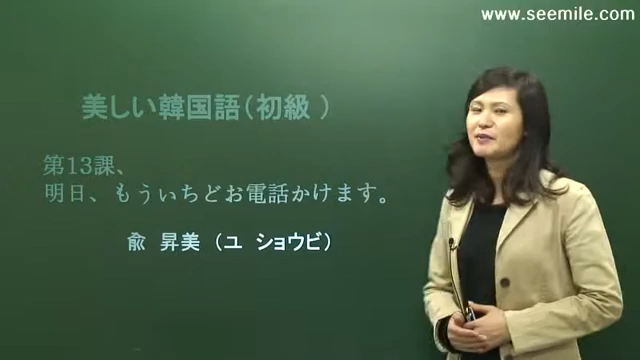 www.seemile.com
美しい韓国語(初級 )
第13課、
明日、もういちどお電話かけます。
兪 昇美 (ユ ショウビ)